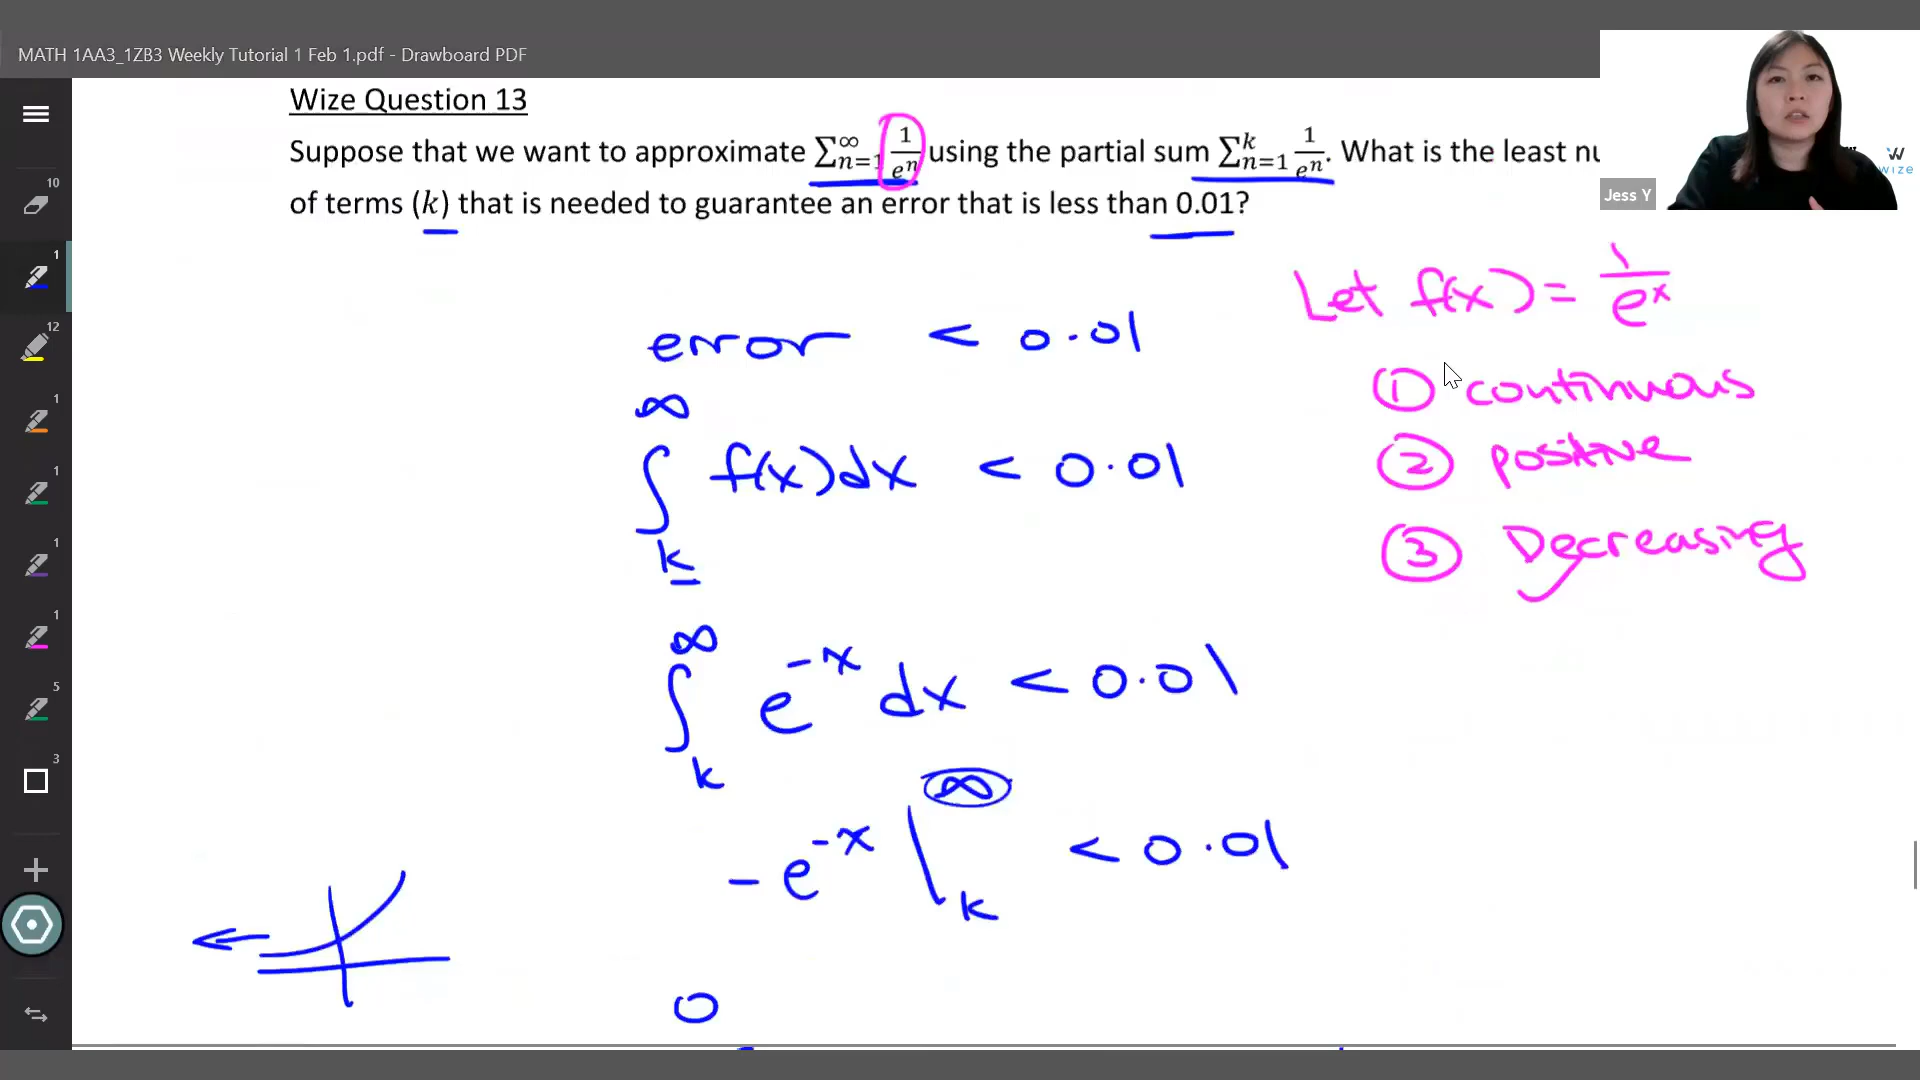 MATH 1AA3_1ZB3 Weekly Tutorial 1 Feb 1.pdf - Drawboard PDF
Wize Question 13
Suppose that we want to approximate ∑_{n=1}^{∞} 1/e^n using the partial sum ∑_{n=1}^{k} 1/e^n. What is the least nu
of terms (k) that is needed to guarantee an error that is less than 0.01?
Jess Y
W
wize
10
1
12
1
1
1
1
5
3
Let f(x) = 1/e^x
① continuous
② positive
③ Decreasing
error < 0.01
∫_k^∞ f(x)dx < 0.01
∫_k^∞ e^{-x} dx < 0.01
-e^{-x} |_k^∞ < 0.01
0